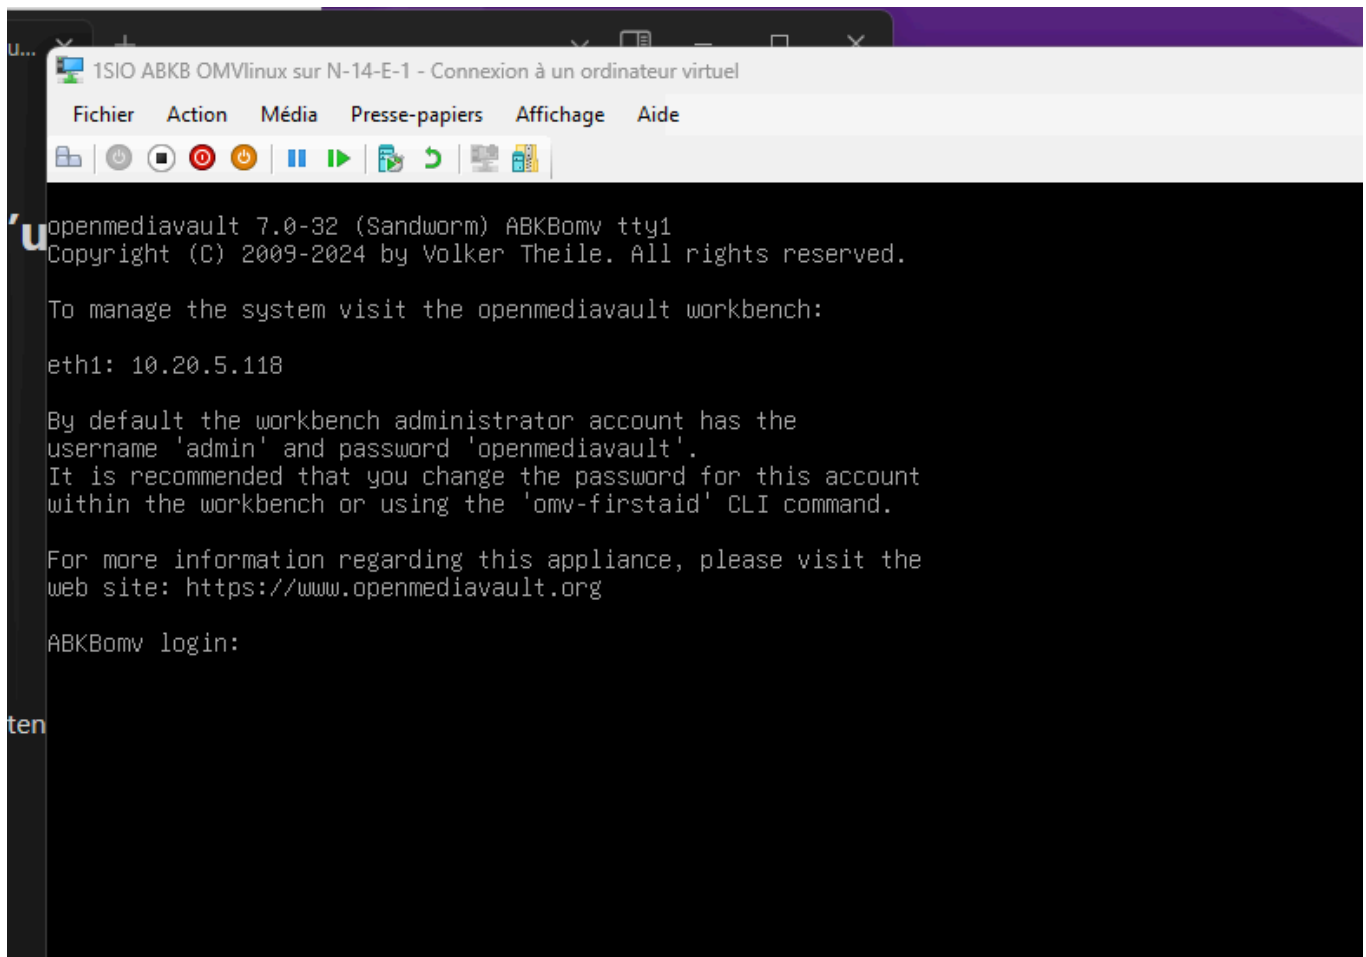 u...
1SIO ABKB OMVlinux sur N-14-E-1 - Connexion à un ordinateur virtuel
Fichier Action Média Presse-papiers Affichage Aide
'u
openmediavault 7.0-32 (Sandworm) ABKBomv tty1
Copyright (C) 2009-2024 by Volker Theile. All rights reserved.
To manage the system visit the openmediavault workbench:
eth1: 10.20.5.118
By default the workbench administrator account has the
username 'admin' and password 'openmediavault'.
It is recommended that you change the password for this account
within the workbench or using the 'omv-firstaid' CLI command.
For more information regarding this appliance, please visit the
web site: https://www.openmediavault.org
ABKBomv login:
ten